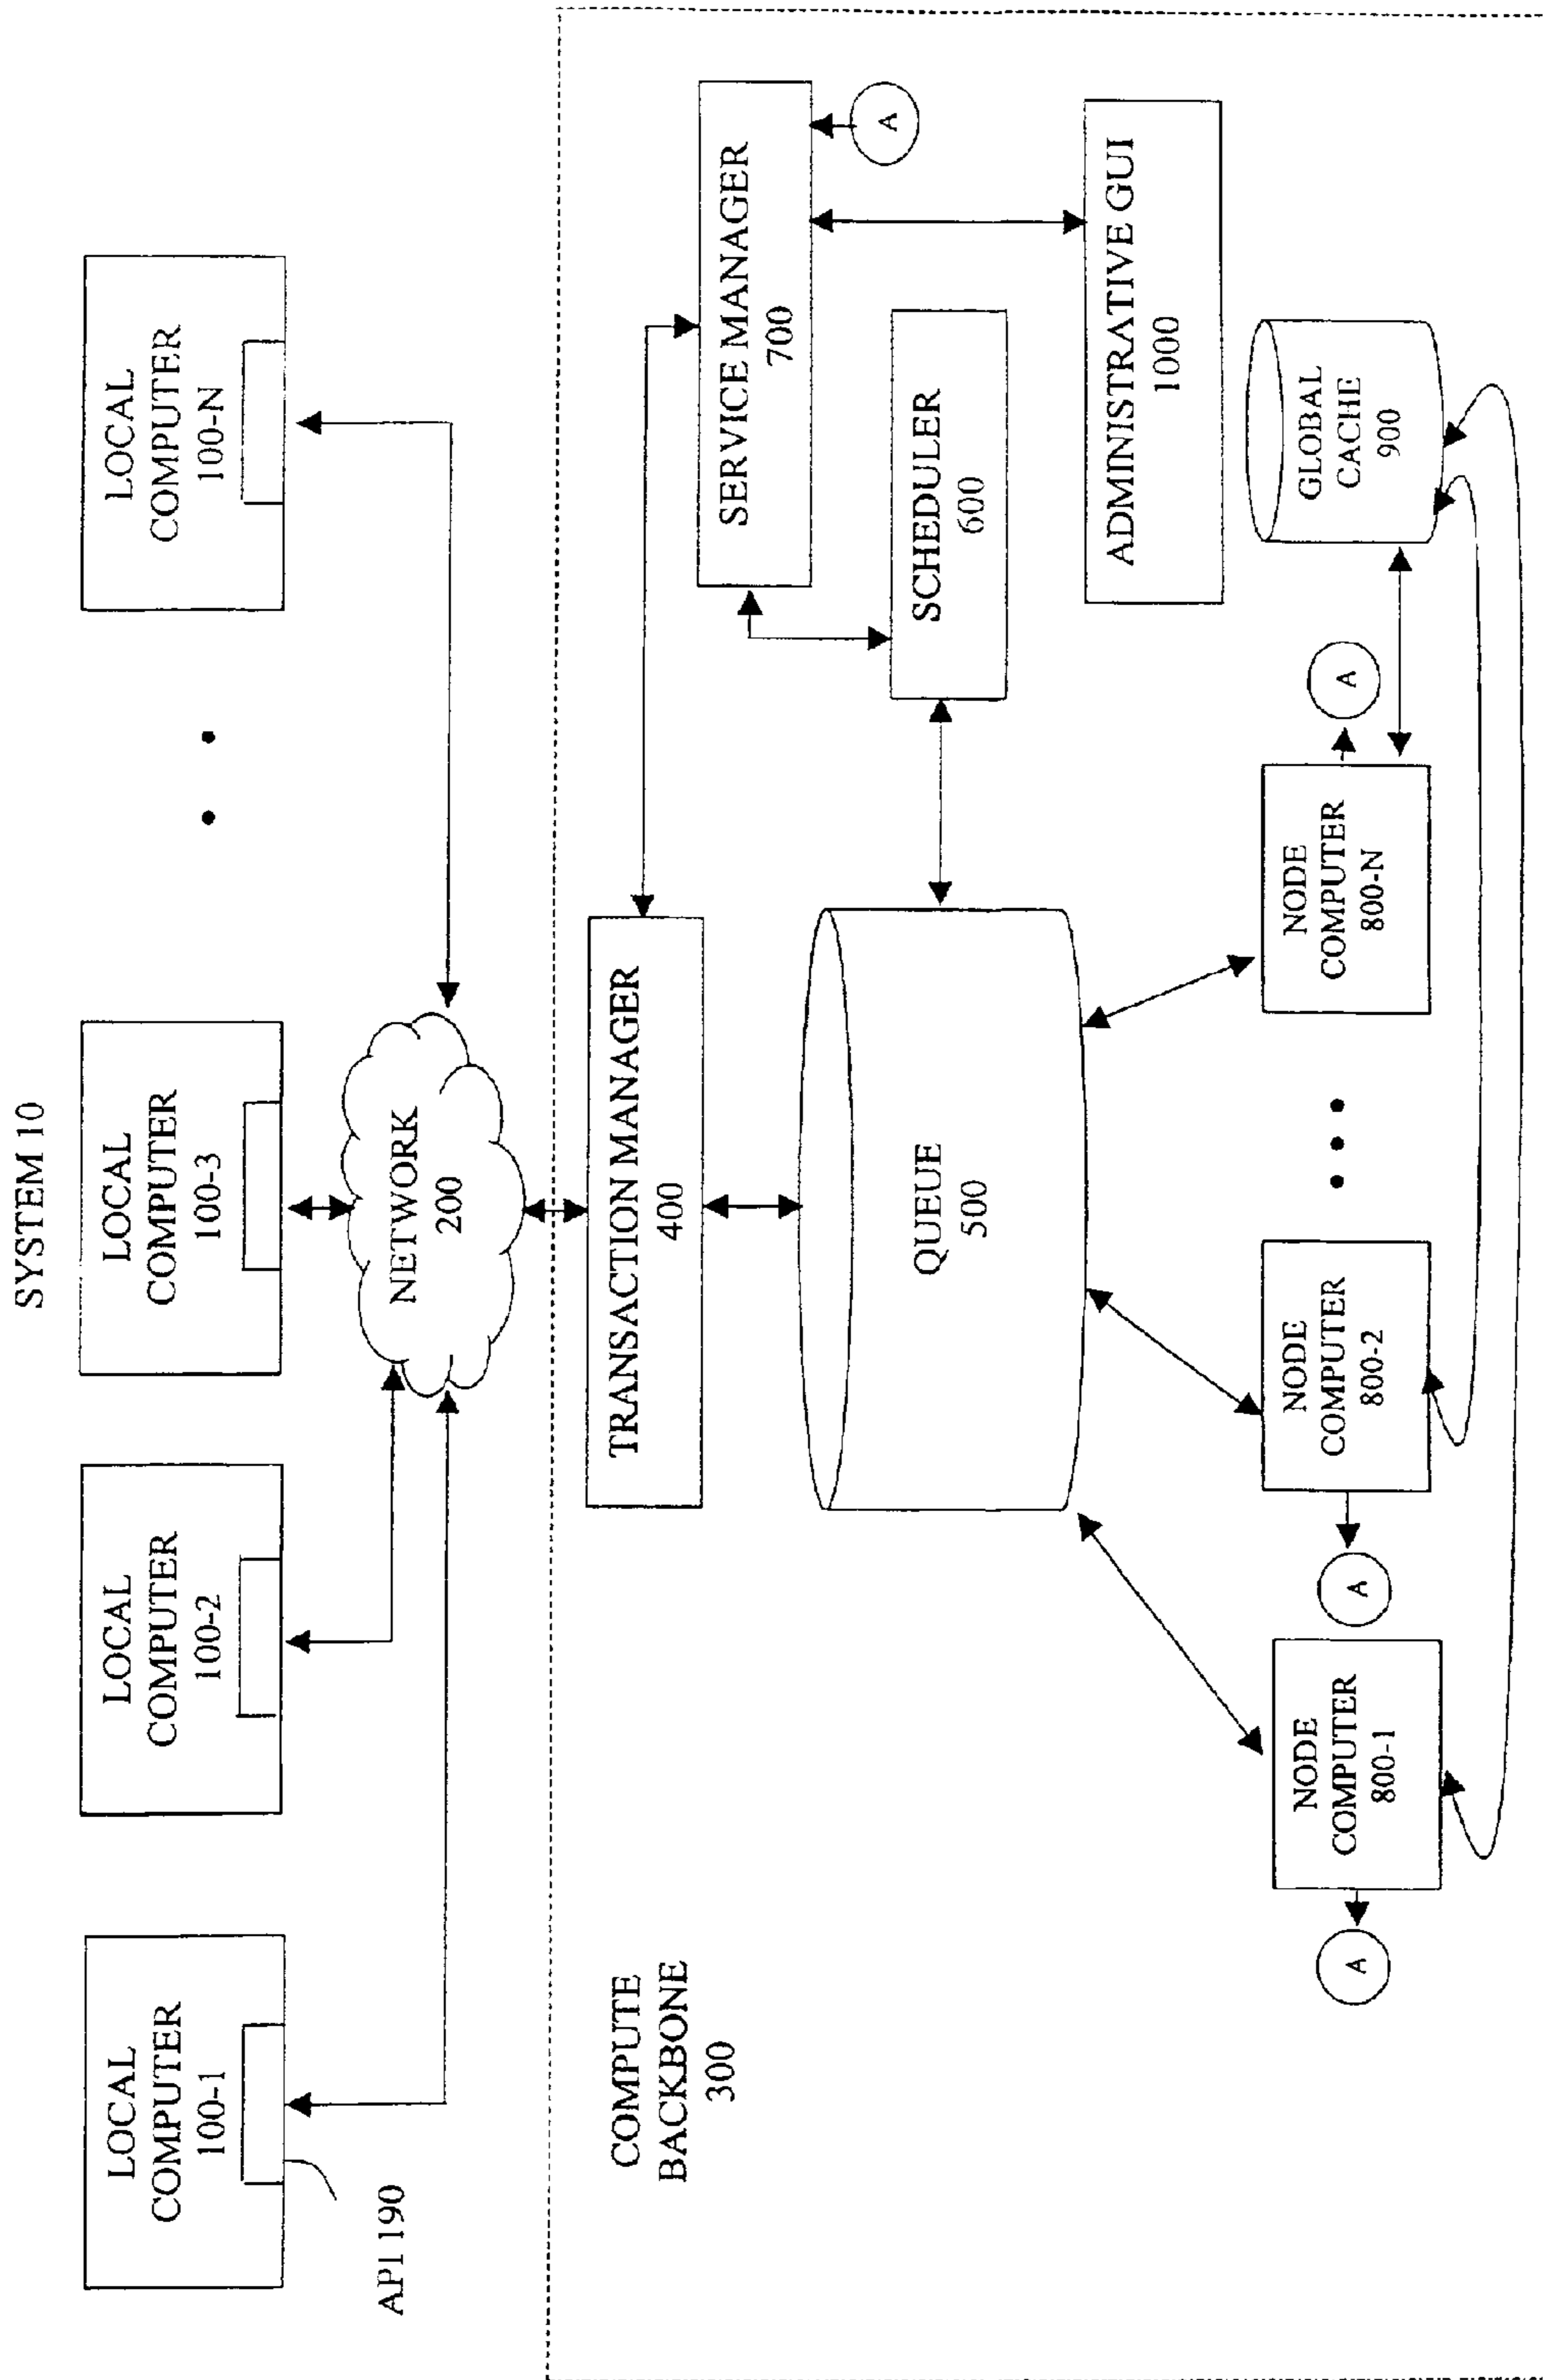 SYSTEM 10
LOCAL
COMPUTER
100-1
API 190
LOCAL
COMPUTER
100-2
LOCAL
COMPUTER
100-3
LOCAL
COMPUTER
100-N
NETWORK
200
COMPUTE
BACKBONE
300
TRANSACTION MANAGER
400
SERVICE MANAGER
700
A
QUEUE
500
SCHEDULER
600
ADMINISTRATIVE GUI
1000
A
NODE
COMPUTER
800-1
A
NODE
COMPUTER
800-2
NODE
COMPUTER
800-N
A
GLOBAL
CACHE
900